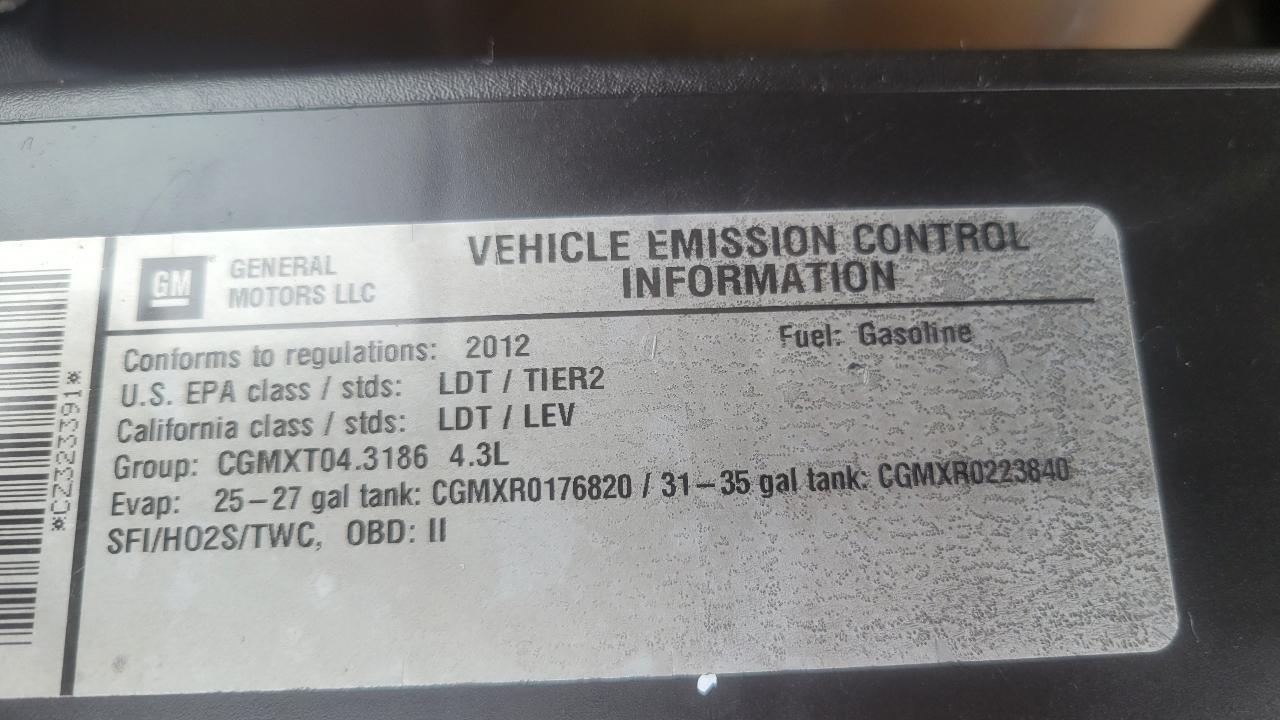 GM GENERAL
MOTORS LLC
VEHICLE EMISSION CONTROL
INFORMATION
Conforms to regulations: 2012
Fuel: Gasoline
U.S. EPA class / stds: LDT / TIER2
California class / stds: LDT / LEV
Group: CGMXT04.3186 4.3L
Evap: 25–27 gal tank: CGMXR0176820 / 31–35 gal tank: CGMXR0223840
SFI/HO2S/TWC, OBD: II
*CZ323391*